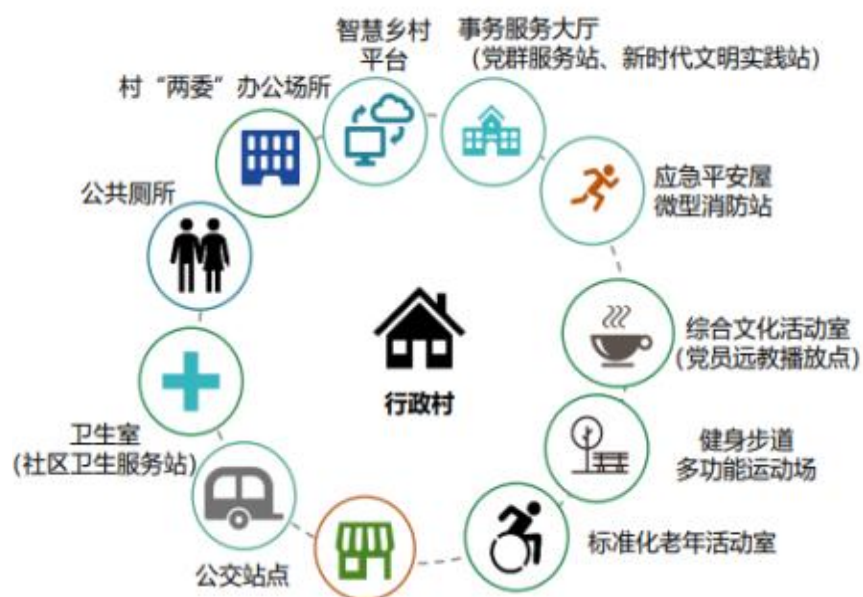 智慧乡村
平台
事务服务大厅
（党群服务站、新时代文明实践站）
村“两委”办公场所
应急平安屋
微型消防站
公共厕所
综合文化活动室
（党员远教播放点）
行政村
健身步道
多功能运动场
卫生室
（社区卫生服务站）
标准化老年活动室
公交站点